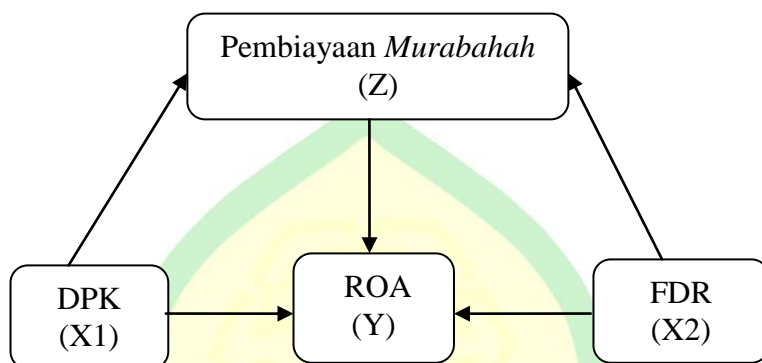 Pembiayaan Murabahah
(Z)
DPK
(X1)
ROA
(Y)
FDR
(X2)